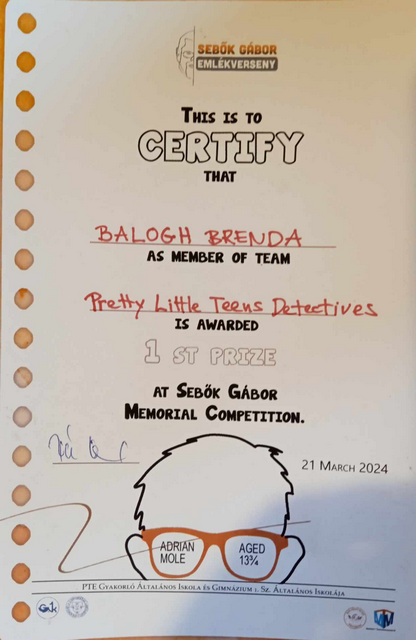 SEBŐK GÁBOR
EMLÉKVERSENY
THIS IS TO
CERTIFY
THAT
BALOGH BRENDA
AS MEMBER OF TEAM
Pretty Little Teens Detectives
IS AWARDED
1 ST PRIZE
AT SEBŐK GÁBOR
MEMORIAL COMPETITION.
21 MARCH 2024
ADRIAN AGED
MOLE 13¾
PTE GYAKORLÓ ÁLTALÁNOS ISKOLA ÉS GIMNÁZIUM 1. SZ. ÁLTALÁNOS ISKOLÁJA